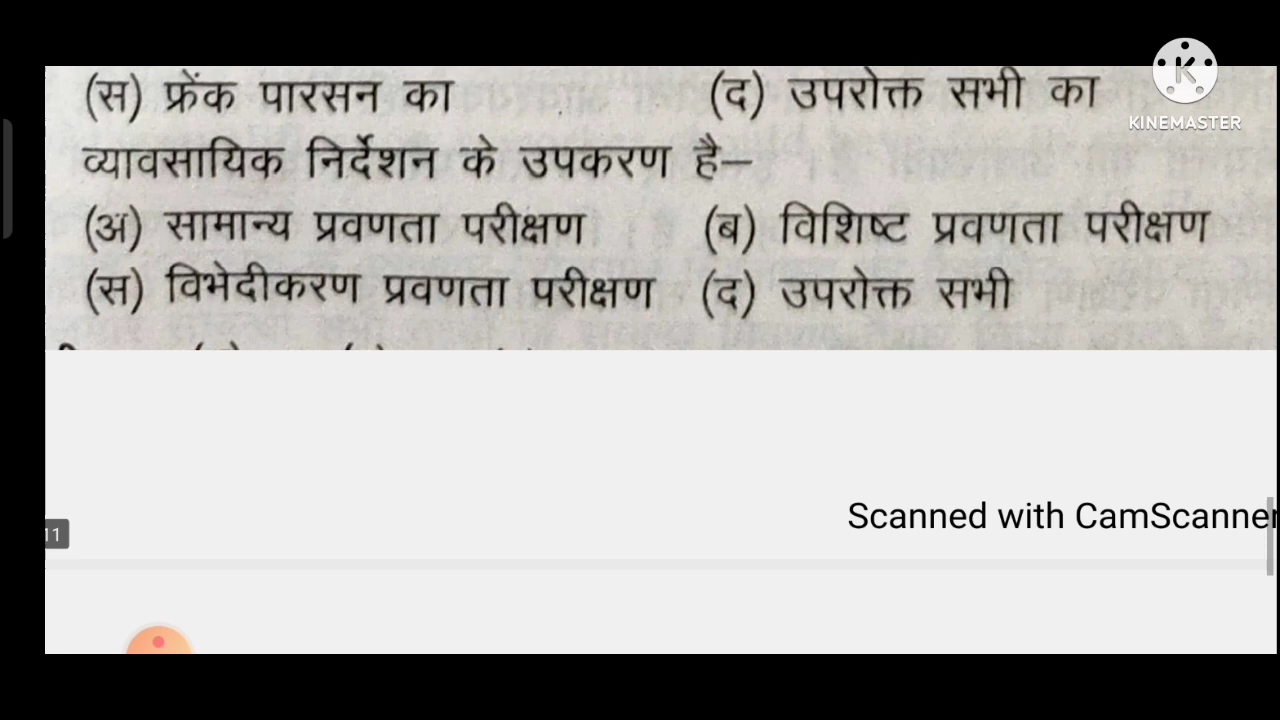 (स) फ्रेंक पारसन का (द) उपरोक्त सभी का
KINEMASTER
व्यावसायिक निर्देशन के उपकरण है–
(अ) सामान्य प्रवणता परीक्षण (ब) विशिष्ट प्रवणता परीक्षण
(स) विभेदीकरण प्रवणता परीक्षण (द) उपरोक्त सभी
Scanned with CamScanner
11